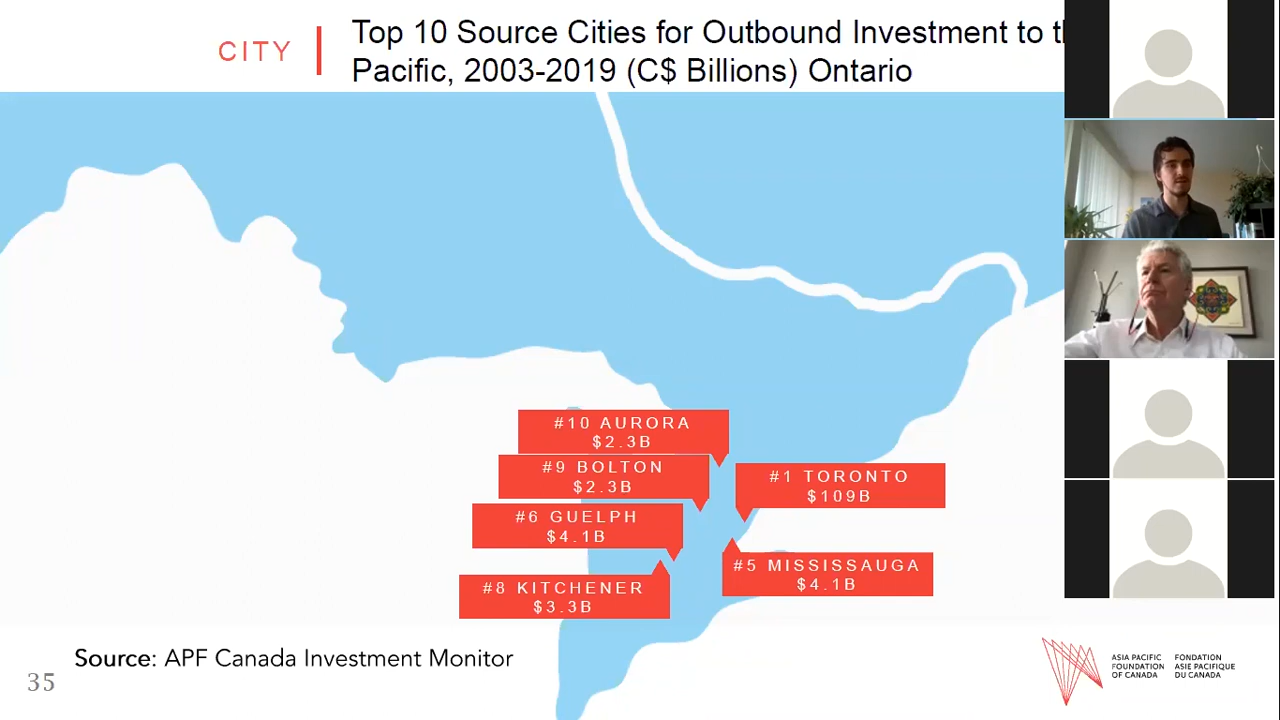 CITY
Top 10 Source Cities for Outbound Investment to
Pacific, 2003-2019 (C$ Billions) Ontario
#10 AURORA
$2.3B
#9 BOLTON
$2.3B
#1 TORONTO
$109B
#6 GUELPH
$4.1B
#5 MISSISSAUGA
$4.1B
#8 KITCHENER
$3.3B
Source: APF Canada Investment Monitor
35
ASIA PACIFIC
FOUNDATION
OF CANADA
FONDATION
ASIE PACIFIQUE
DU CANADA